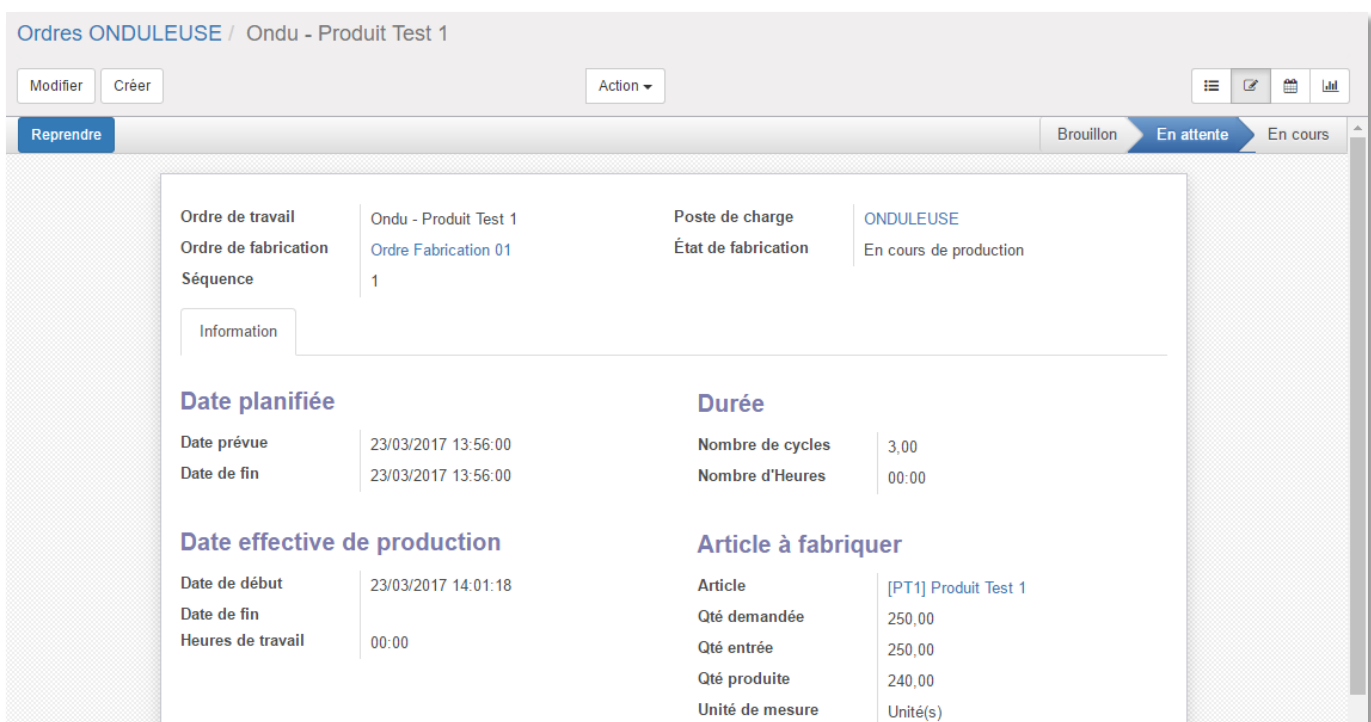 Ordres ONDULEUSE / Ondu - Produit Test 1
Modifier Créer Action
Reprendre Brouillon En attente En cours
Ordre de travail Ondu - Produit Test 1 Poste de charge ONDULEUSE
Ordre de fabrication Ordre Fabrication 01 État de fabrication En cours de production
Séquence 1
Information
Date planifiée Durée
Date prévue 23/03/2017 13:56:00 Nombre de cycles 3,00
Date de fin 23/03/2017 13:56:00 Nombre d'Heures 00:00
Date effective de production Article à fabriquer
Date de début 23/03/2017 14:01:18 Article [PT1] Produit Test 1
Date de fin Qté demandée 250,00
Heures de travail 00:00 Qté entrée 250,00
Qté produite 240,00
Unité de mesure Unité(s)